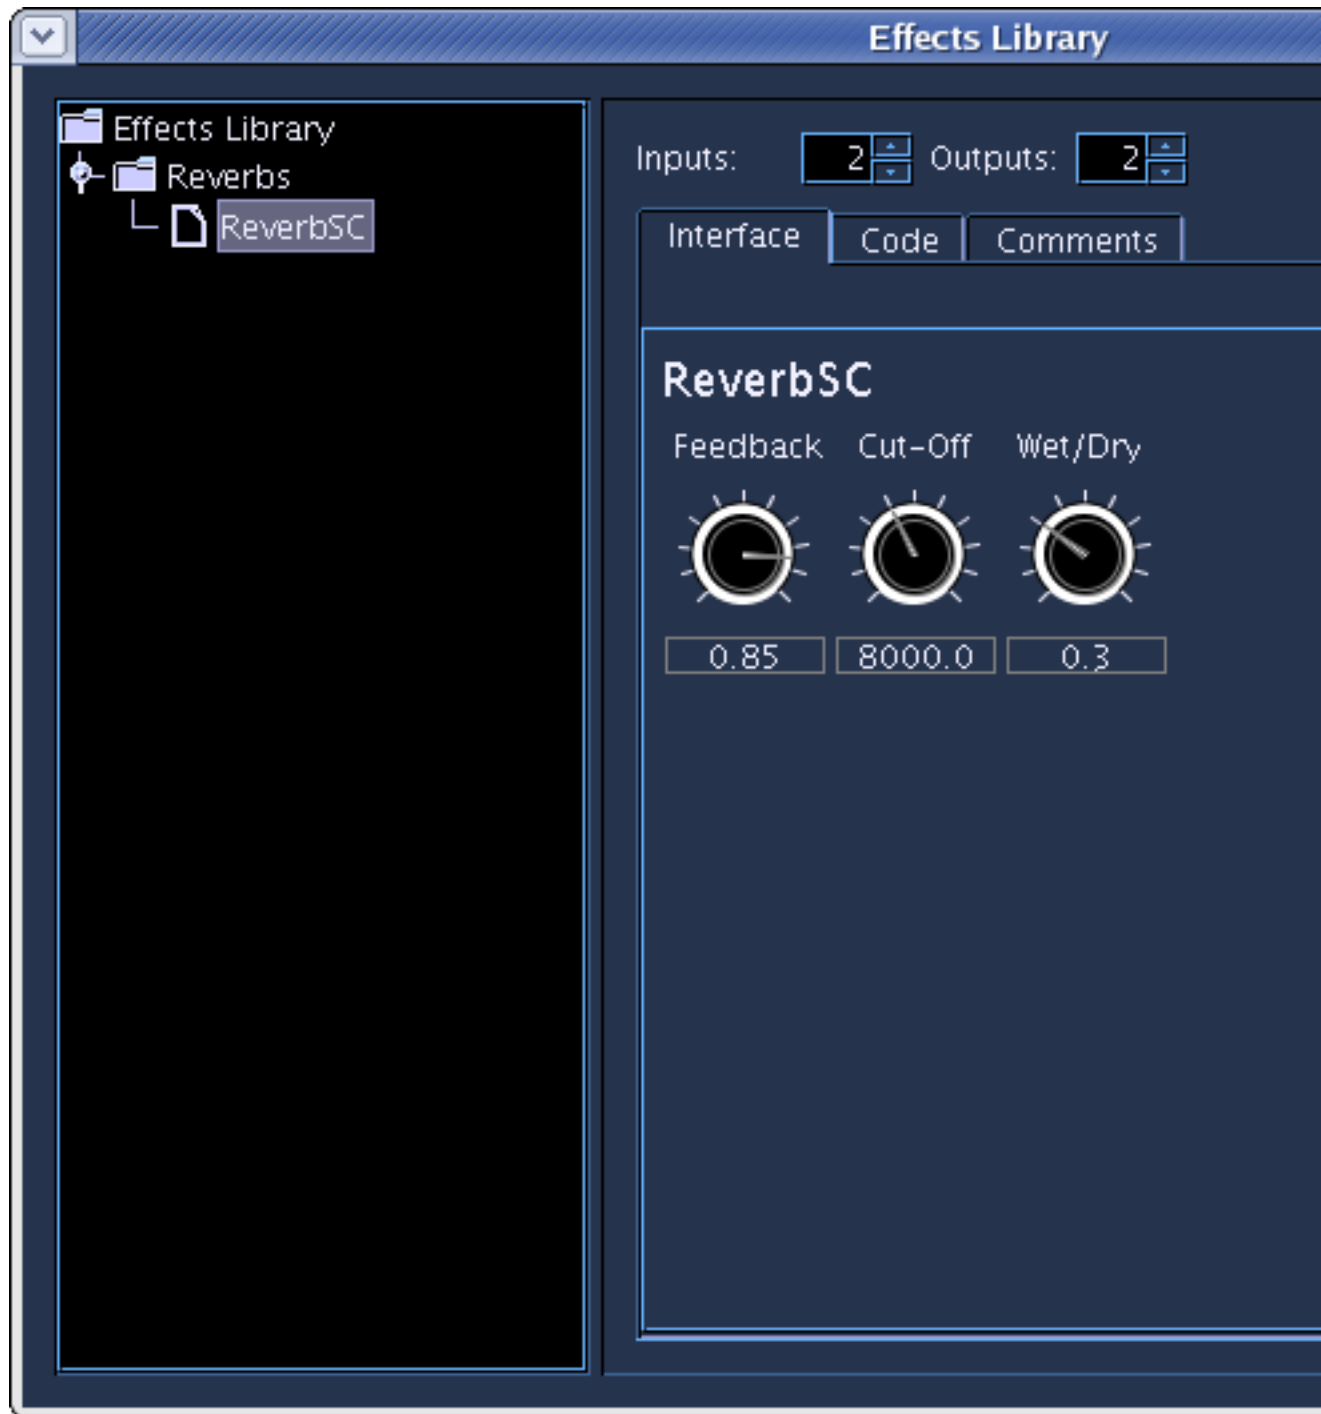 Effects Library
Effects Library
Reverbs
ReverbSC
Inputs: 2 Outputs: 2
Interface Code Comments
ReverbSC
Feedback Cut-Off Wet/Dry
0.85 8000.0 0.3